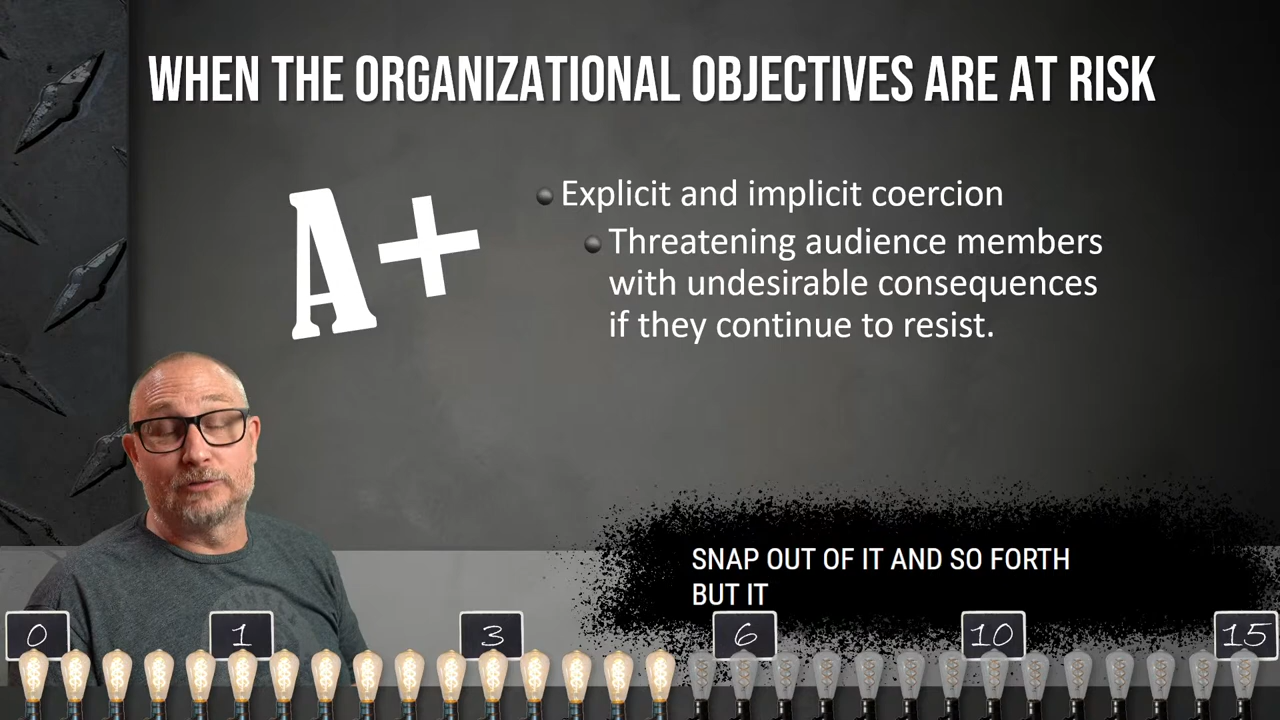 WHEN THE ORGANIZATIONAL OBJECTIVES ARE AT RISK
A+
Explicit and implicit coercion
Threatening audience members
with undesirable consequences
if they continue to resist.
SNAP OUT OF IT AND SO FORTH
BUT IT
0 1 3 6 10 15